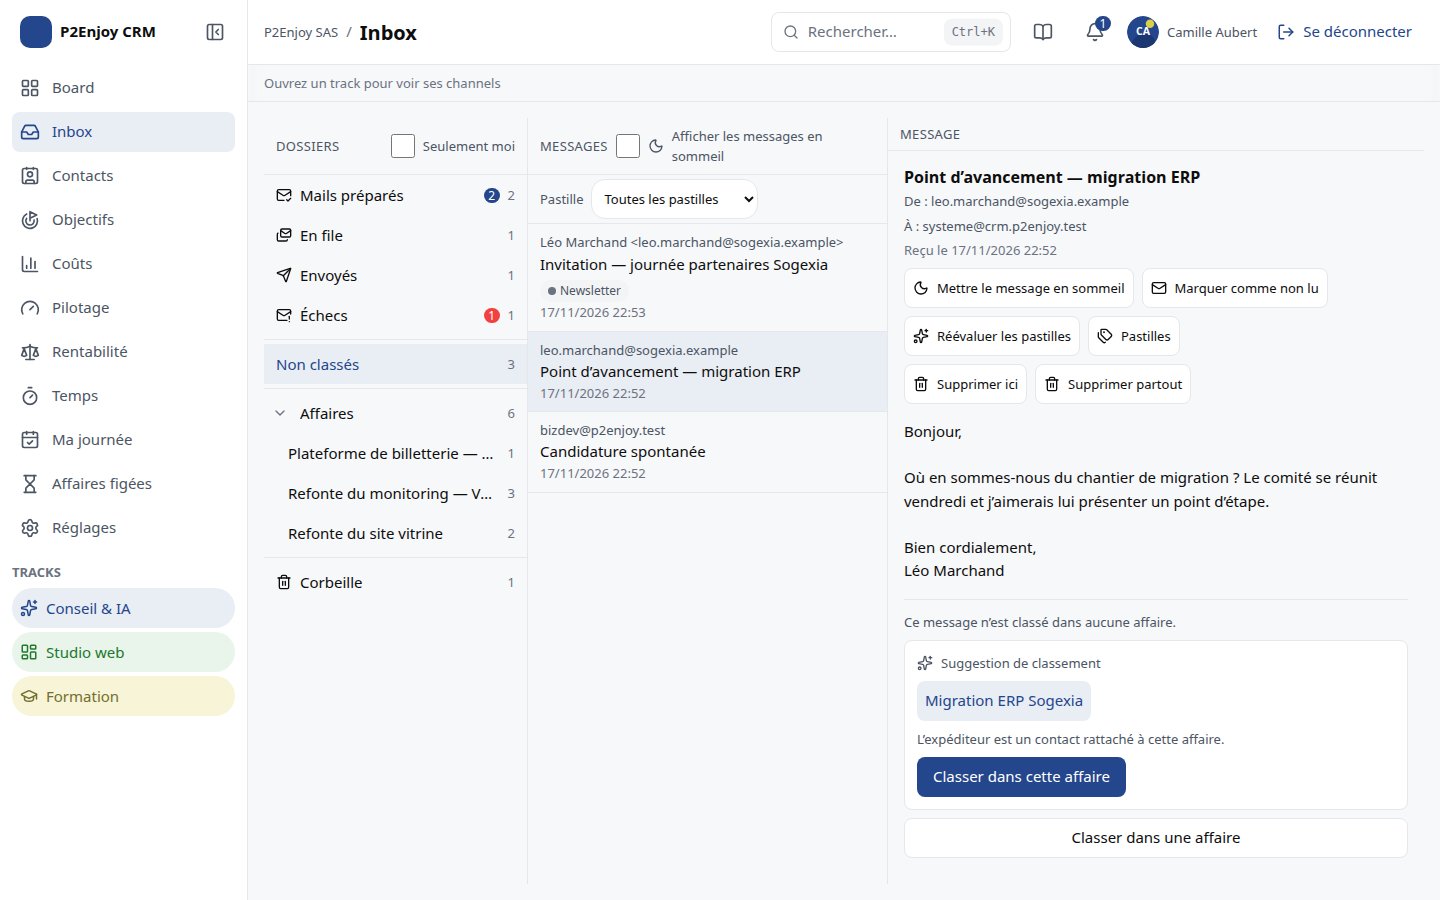 P2Enjoy CRM
Board
Inbox
Contacts
Objectifs
Coûts
Pilotage
Rentabilité
Temps
Ma journée
Affaires figées
Réglages
TRACKS
Conseil & IA
Studio web
Formation
P2Enjoy SAS / Inbox
Rechercher... Ctrl+K
1
CA
Camille Aubert
Se déconnecter
Ouvrez un track pour voir ses channels
DOSSIERS
Seulement moi
Mails préparés 2 2
En file 1
Envoyés 1
Échecs 1 1
Non classés 3
Affaires 6
Plateforme de billetterie — ... 1
Refonte du monitoring — V... 3
Refonte du site vitrine 2
Corbeille 1
MESSAGES
Afficher les messages en
sommeil
Pastille Toutes les pastilles
Léo Marchand <leo.marchand@sogexia.example>
Invitation — journée partenaires Sogexia
Newsletter
17/11/2026 22:53
leo.marchand@sogexia.example
Point d’avancement — migration ERP
17/11/2026 22:52
bizdev@p2enjoy.test
Candidature spontanée
17/11/2026 22:52
MESSAGE
Point d’avancement — migration ERP
De : leo.marchand@sogexia.example
À : systeme@crm.p2enjoy.test
Reçu le 17/11/2026 22:52
Mettre le message en sommeil
Marquer comme non lu
Réévaluer les pastilles
Pastilles
Supprimer ici
Supprimer partout
Bonjour,
Où en sommes-nous du chantier de migration ? Le comité se réunit
vendredi et j’aimerais lui présenter un point d’étape.
Bien cordialement,
Léo Marchand
Ce message n’est classé dans aucune affaire.
Suggestion de classement
Migration ERP Sogexia
L’expéditeur est un contact rattaché à cette affaire.
Classer dans cette affaire
Classer dans une affaire